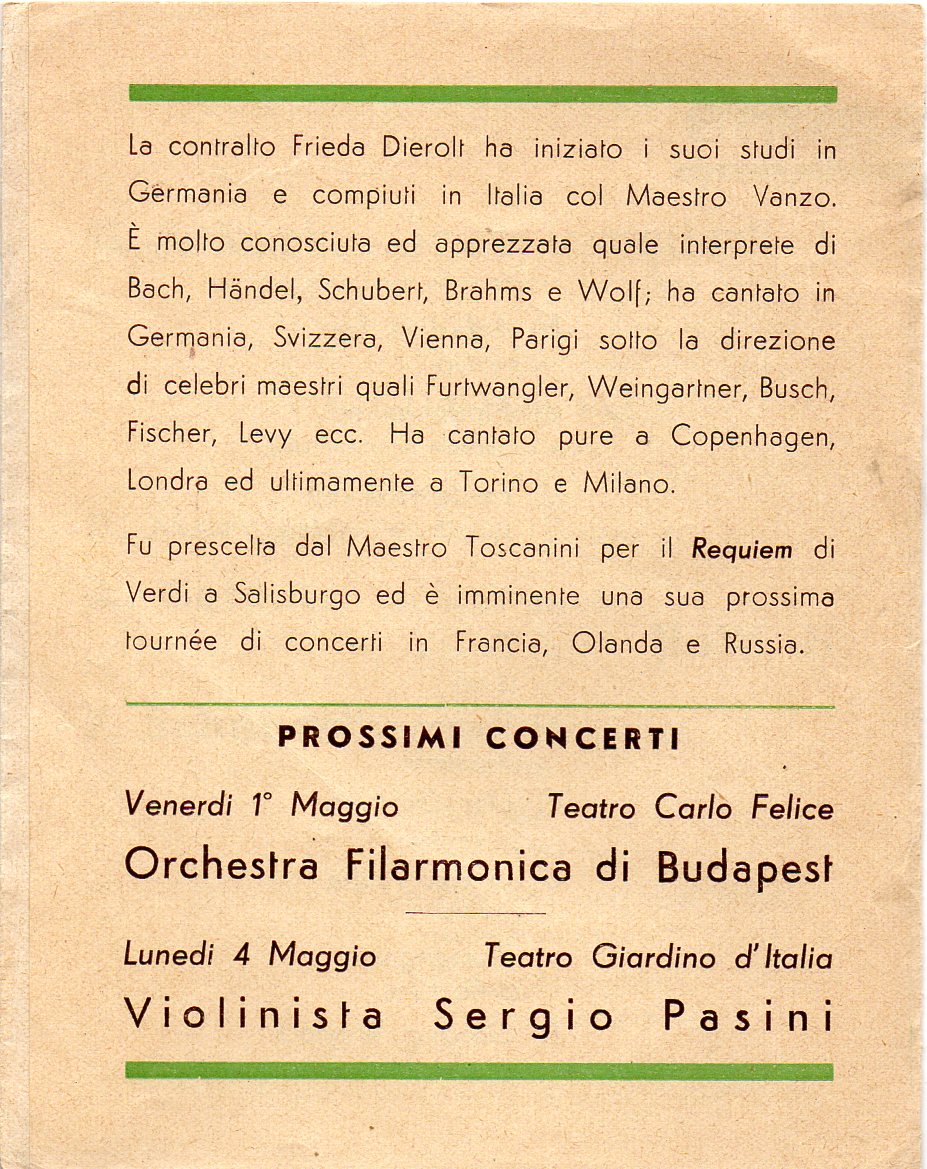 La contralto Frieda Dierolt ha iniziato i suoi studi in
Germania e compiuti in Italia col Maestro Vanzo.
È molto conosciuta ed apprezzata quale interprete di
Bach, Händel, Schubert, Brahms e Wolf; ha cantato in
Germania, Svizzera, Vienna, Parigi sotto la direzione
di celebri maestri quali Furtwangler, Weingartner, Busch,
Fischer, Levy ecc. Ha cantato pure a Copenhagen,
Londra ed ultimamente a Torino e Milano.
Fu prescelta dal Maestro Toscanini per il Requiem di
Verdi a Salisburgo ed è imminente una sua prossima
tournée di concerti in Francia, Olanda e Russia.
PROSSIMI CONCERTI
Venerdi 1° Maggio Teatro Carlo Felice
Orchestra Filarmonica di Budapest
Lunedi 4 Maggio Teatro Giardino d'Italia
Violinista Sergio Pasini